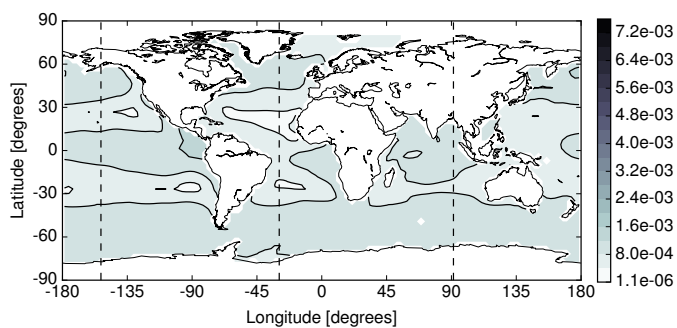 90
60
30
0
-30
-60
-90
Latitude [degrees]
-180 -135 -90 -45 0 45 90 135 180
Longitude [degrees]
7.2e-03
6.4e-03
5.6e-03
4.8e-03
4.0e-03
3.2e-03
2.4e-03
1.6e-03
8.0e-04
1.1e-06